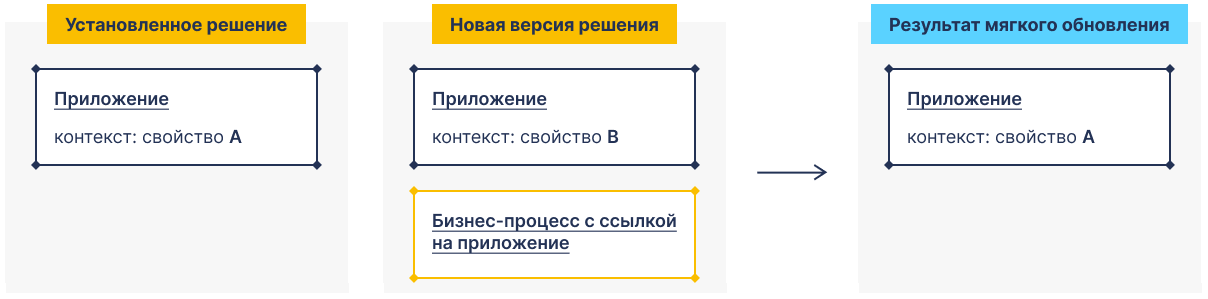 Установленное решение
Приложение
контекст: свойство A
Новая версия решения
Приложение
контекст: свойство B
Бизнес-процесс с ссылкой
на приложение
Результат мягкого обновления
Приложение
контекст: свойство A